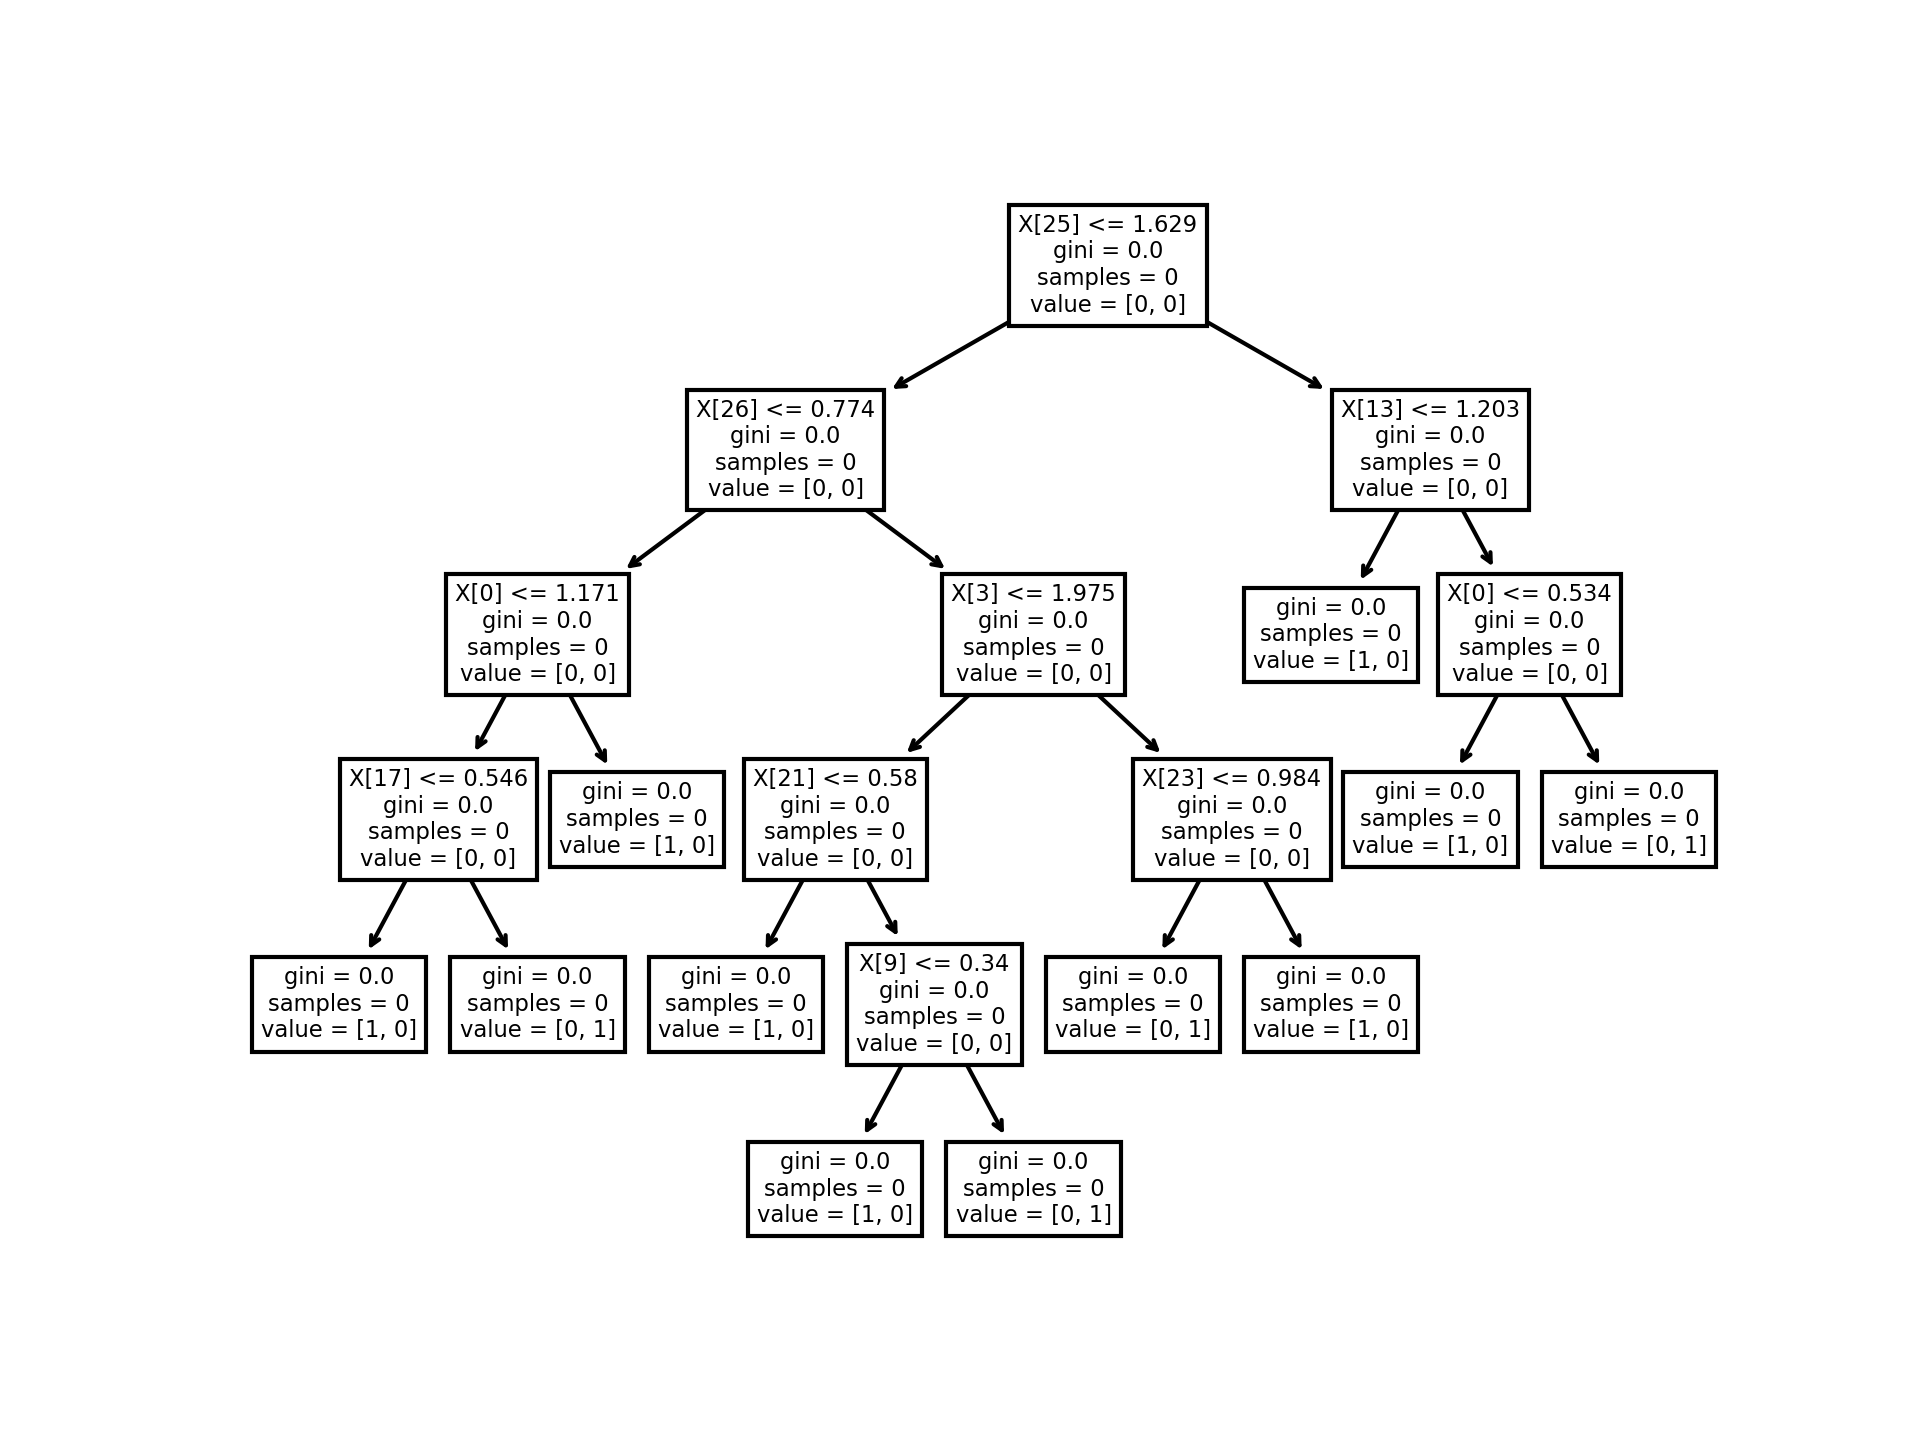 X[25] <= 1.629
gini = 0.0
samples = 0
value = [0, 0]
X[26] <= 0.774
gini = 0.0
samples = 0
value = [0, 0]
X[13] <= 1.203
gini = 0.0
samples = 0
value = [0, 0]
X[0] <= 1.171
gini = 0.0
samples = 0
value = [0, 0]
X[3] <= 1.975
gini = 0.0
samples = 0
value = [0, 0]
gini = 0.0
samples = 0
value = [1, 0]
X[0] <= 0.534
gini = 0.0
samples = 0
value = [0, 0]
X[17] <= 0.546
gini = 0.0
samples = 0
value = [0, 0]
gini = 0.0
samples = 0
value = [1, 0]
X[21] <= 0.58
gini = 0.0
samples = 0
value = [0, 0]
X[23] <= 0.984
gini = 0.0
samples = 0
value = [0, 0]
gini = 0.0
samples = 0
value = [1, 0]
gini = 0.0
samples = 0
value = [0, 1]
gini = 0.0
samples = 0
value = [1, 0]
gini = 0.0
samples = 0
value = [0, 1]
gini = 0.0
samples = 0
value = [1, 0]
X[9] <= 0.34
gini = 0.0
samples = 0
value = [0, 0]
gini = 0.0
samples = 0
value = [0, 1]
gini = 0.0
samples = 0
value = [1, 0]
gini = 0.0
samples = 0
value = [1, 0]
gini = 0.0
samples = 0
value = [0, 1]